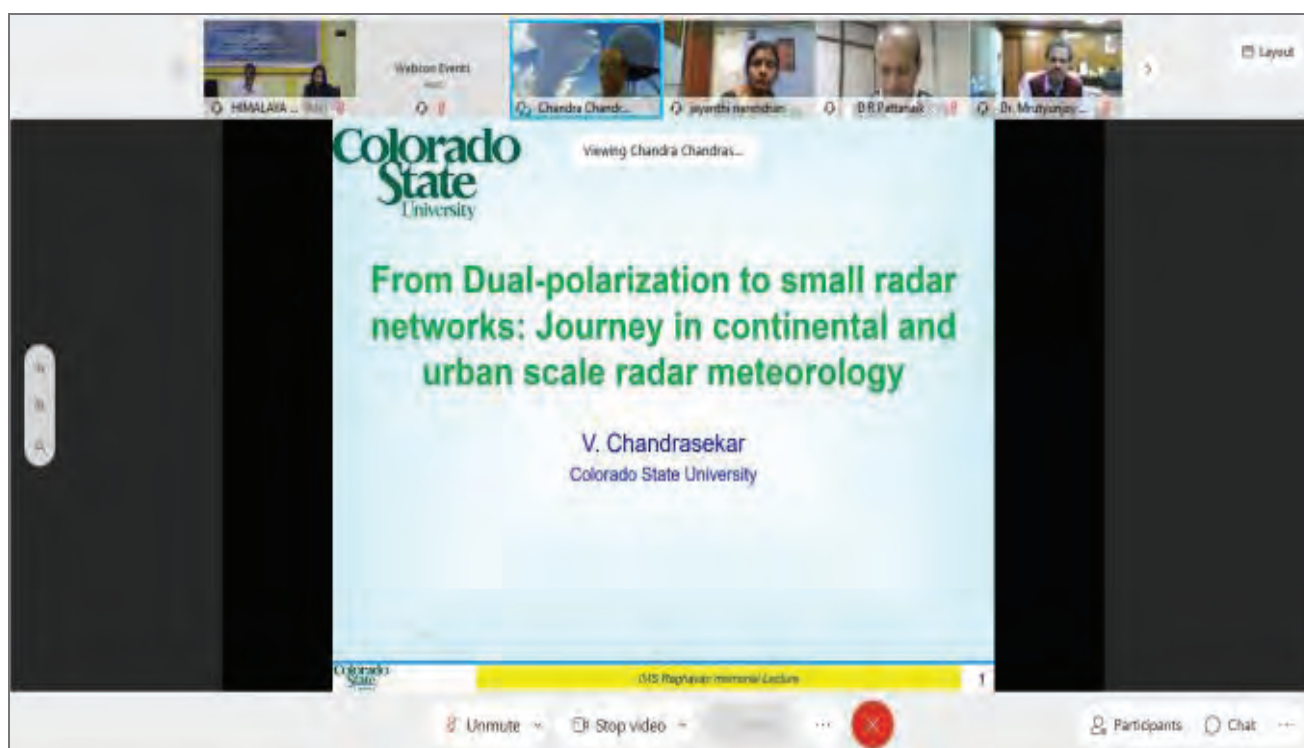 Layout
HIMALAYA ...
Webcon Events
Chandra Chandr...
jayanthi narendran
D R Pattanaik
Dr. Mrutyunjay ...
Viewing Chandra Chandras...
Colorado
State
University
From Dual-polarization to small radar
networks: Journey in continental and
urban scale radar meteorology
V. Chandrasekar
Colorado State University
Colorado
State
IMS Raghavan memorial Lecture
1
Unmute
Stop video
Participants
Chat